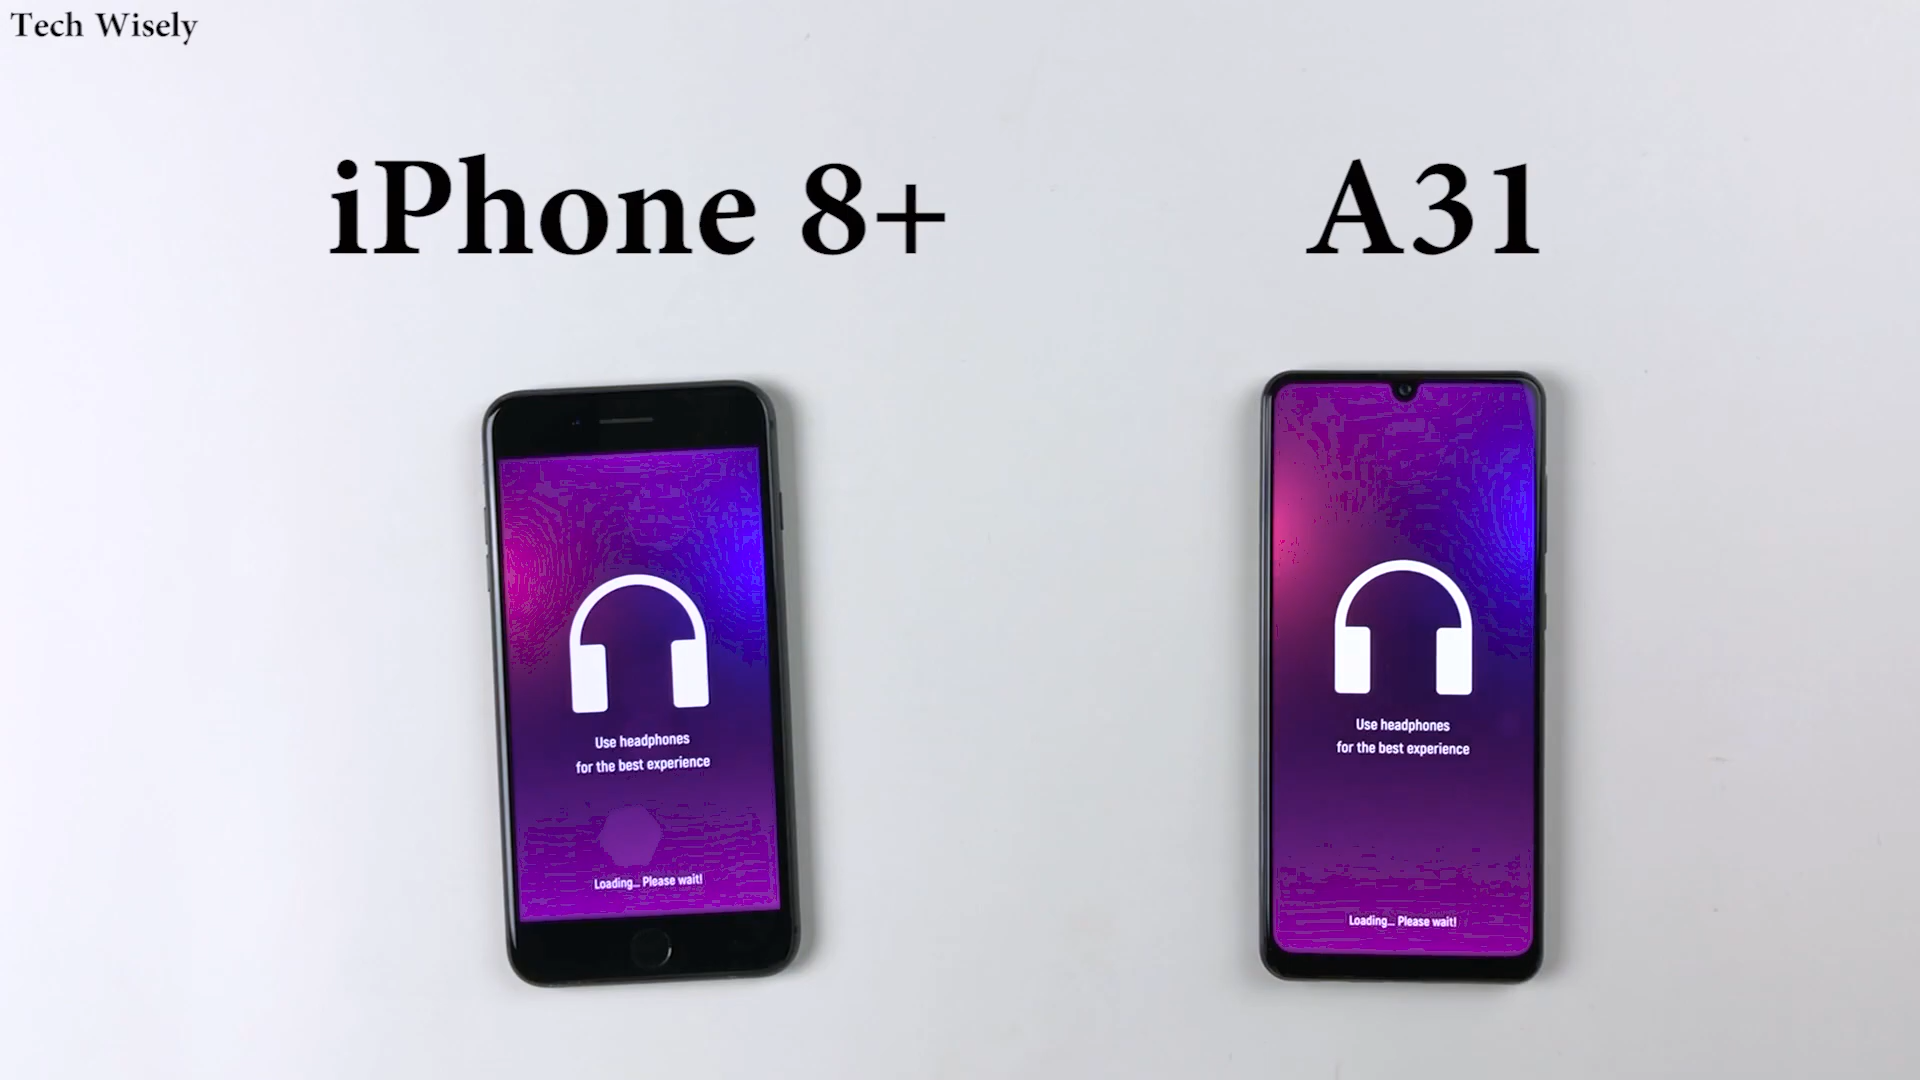 Tech Wisely
iPhone 8+
A31
Use headphones
for the best experience
Loading... Please wait!
Use headphones
for the best experience
Loading... Please wait!